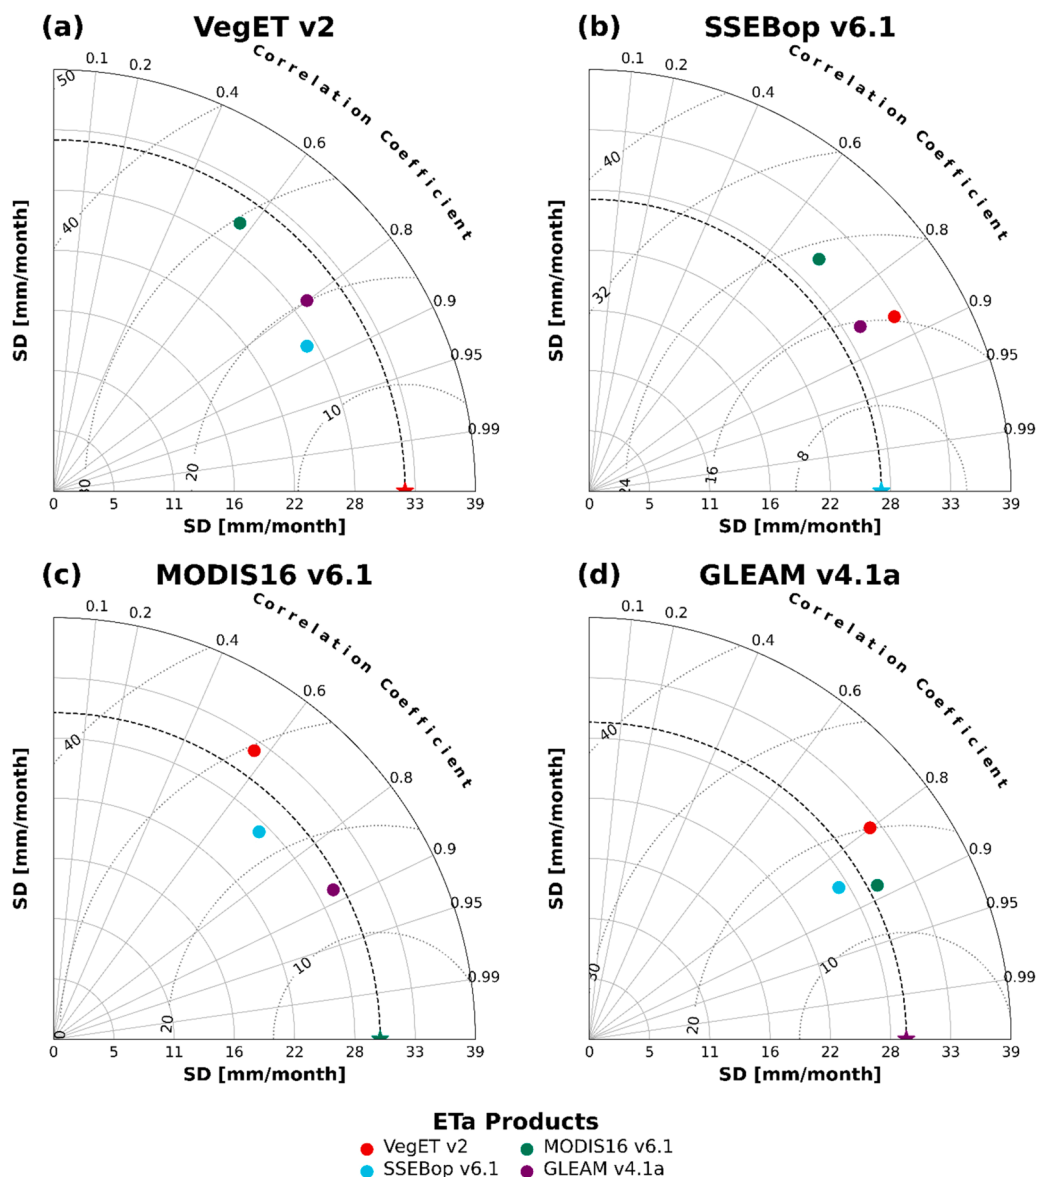 (a) VegET v2
Correlation Coefficient
0.1 0.2 0.4 0.6 0.8 0.9 0.95 0.99
50 40 30 20 10
SD [mm/month]
0 5 11 16 22 28 33 39
SD [mm/month]
(b) SSEBop v6.1
Correlation Coefficient
0.1 0.2 0.4 0.6 0.8 0.9 0.95 0.99
40 32 24 16 8
SD [mm/month]
0 5 11 16 22 28 33 39
SD [mm/month]
(c) MODIS16 v6.1
Correlation Coefficient
0.1 0.2 0.4 0.6 0.8 0.9 0.95 0.99
40 20 10
SD [mm/month]
0 5 11 16 22 28 33 39
SD [mm/month]
(d) GLEAM v4.1a
Correlation Coefficient
0.1 0.2 0.4 0.6 0.8 0.9 0.95 0.99
40 30 20 10
SD [mm/month]
0 5 11 16 22 28 33 39
SD [mm/month]
ETa Products
VegET v2 MODIS16 v6.1
SSEBop v6.1 GLEAM v4.1a